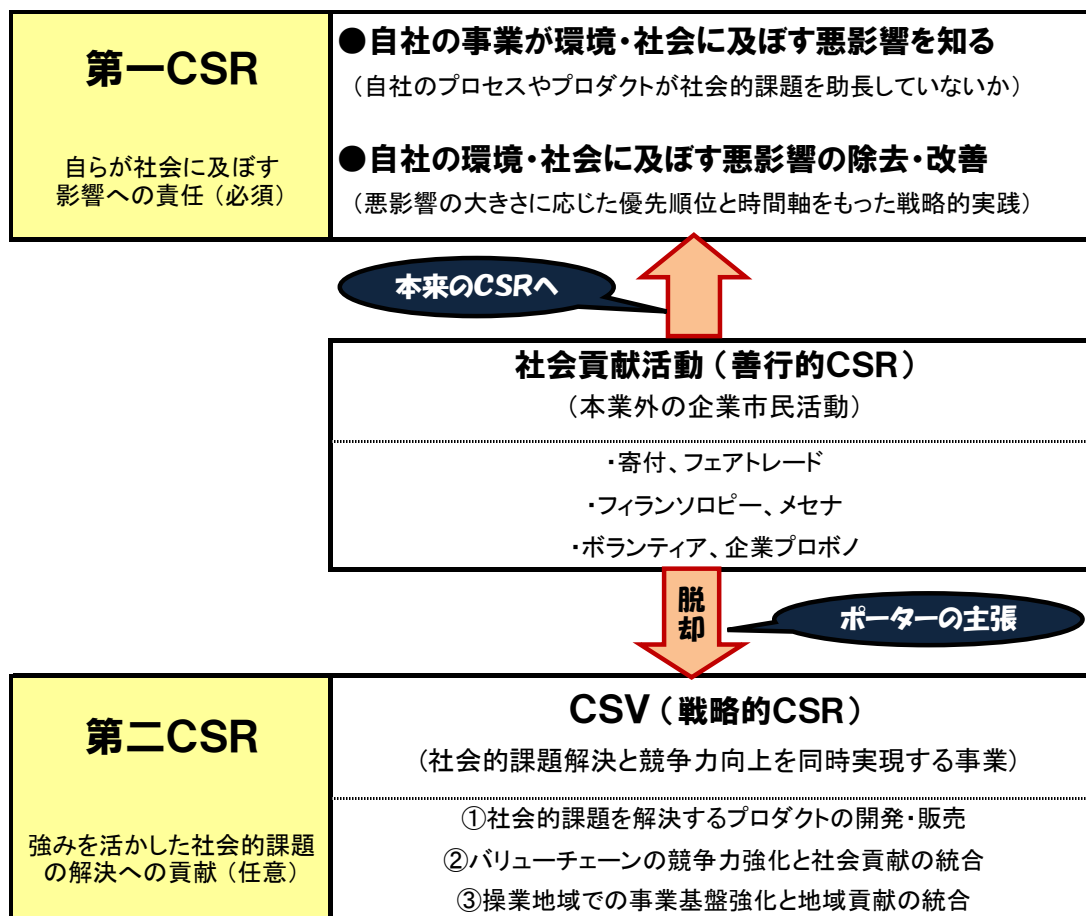 第一CSR
自らが社会に及ぼす
影響への責任（必須）
●自社の事業が環境・社会に及ぼす悪影響を知る
（自社のプロセスやプロダクトが社会的課題を助長していないか）
●自社の環境・社会に及ぼす悪影響の除去・改善
（悪影響の大きさに応じた優先順位と時間軸をもった戦略的実践）
本来のCSRへ
社会貢献活動（善行的CSR）
（本業外の企業市民活動）
・寄付、フェアトレード
・フィランソロピー、メセナ
・ボランティア、企業プロボノ
脱
却
ポーターの主張
第二CSR
強みを活かした社会的課題
の解決への貢献（任意）
CSV（戦略的CSR）
（社会的課題解決と競争力向上を同時実現する事業）
①社会的課題を解決するプロダクトの開発・販売
②バリューチェーンの競争力強化と社会貢献の統合
③操業地域での事業基盤強化と地域貢献の統合